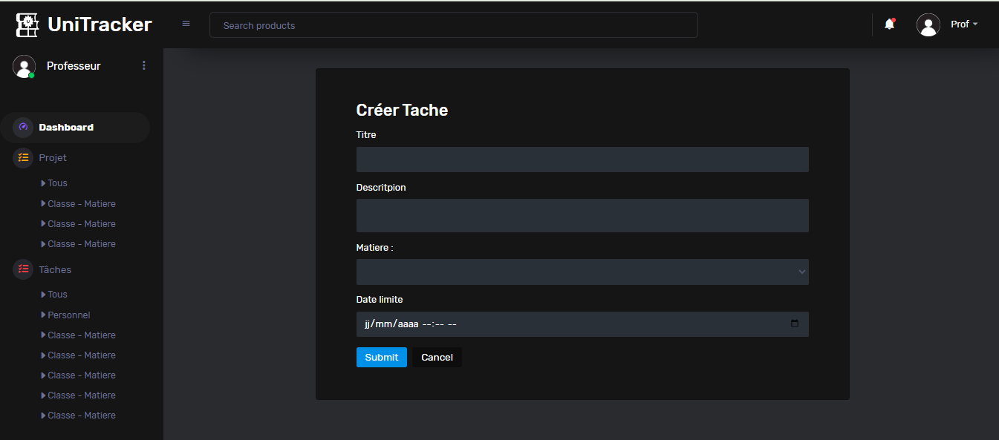 UniTracker
Search products
Prof
Professeur
Dashboard
Projet
Tous
Classe - Matiere
Classe - Matiere
Classe - Matiere
Tâches
Tous
Personnel
Classe - Matiere
Classe - Matiere
Classe - Matiere
Classe - Matiere
Classe - Matiere
Créer Tache
Titre
Descritpion
Matiere :
Date limite
jj/mm/aaaa --:-- --
Submit Cancel